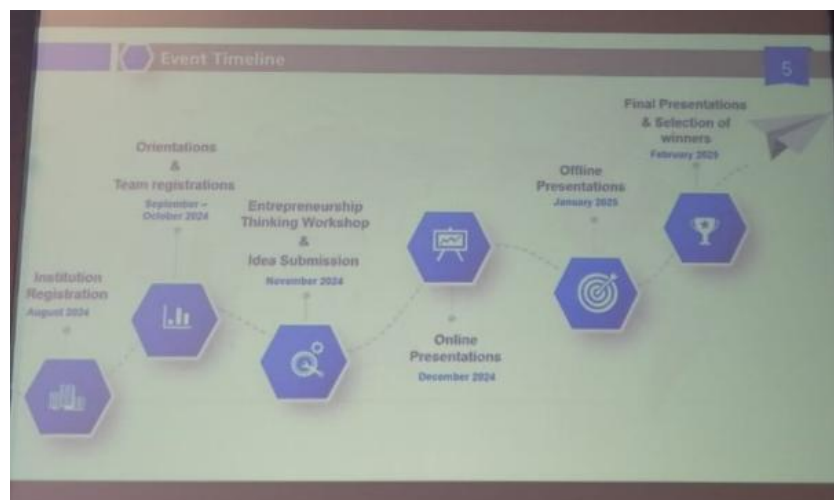 Event Timeline
5
Institution
Registration
August 2024
Orientations
&
Team registrations
September –
October 2024
Entrepreneurship
Thinking Workshop
&
Idea Submission
November 2024
Online
Presentations
December 2024
Offline
Presentations
January 2025
Final Presentations
& Selection of
winners
February 2025